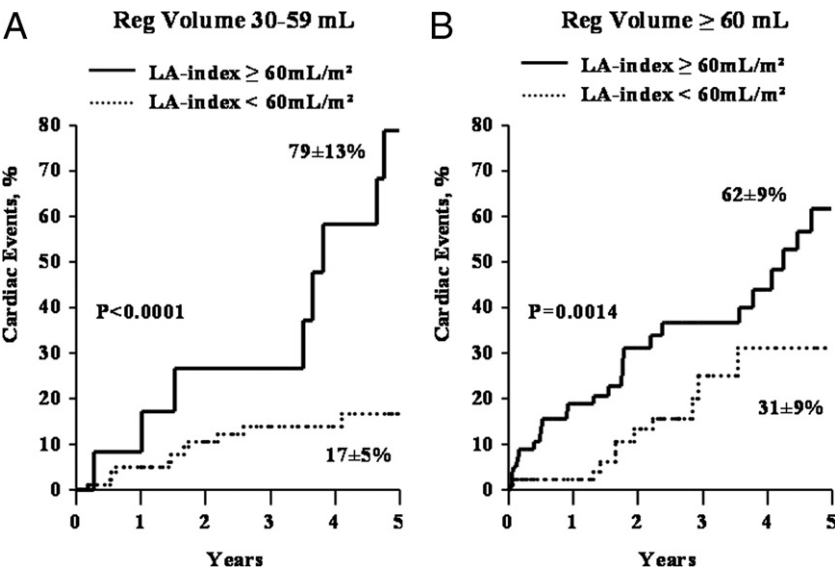 A
Reg Volume 30-59 mL
LA-index ≥ 60mL/m²
LA-index < 60mL/m²
Cardiac Events, %
80
70
60
50
40
30
20
10
0
79±13%
P<0.0001
17±5%
0 1 2 3 4 5
Years
B
Reg Volume ≥ 60 mL
LA-index ≥ 60mL/m²
LA-index < 60mL/m²
Cardiac Events, %
80
70
60
50
40
30
20
10
0
62±9%
P=0.0014
31±9%
0 1 2 3 4 5
Years